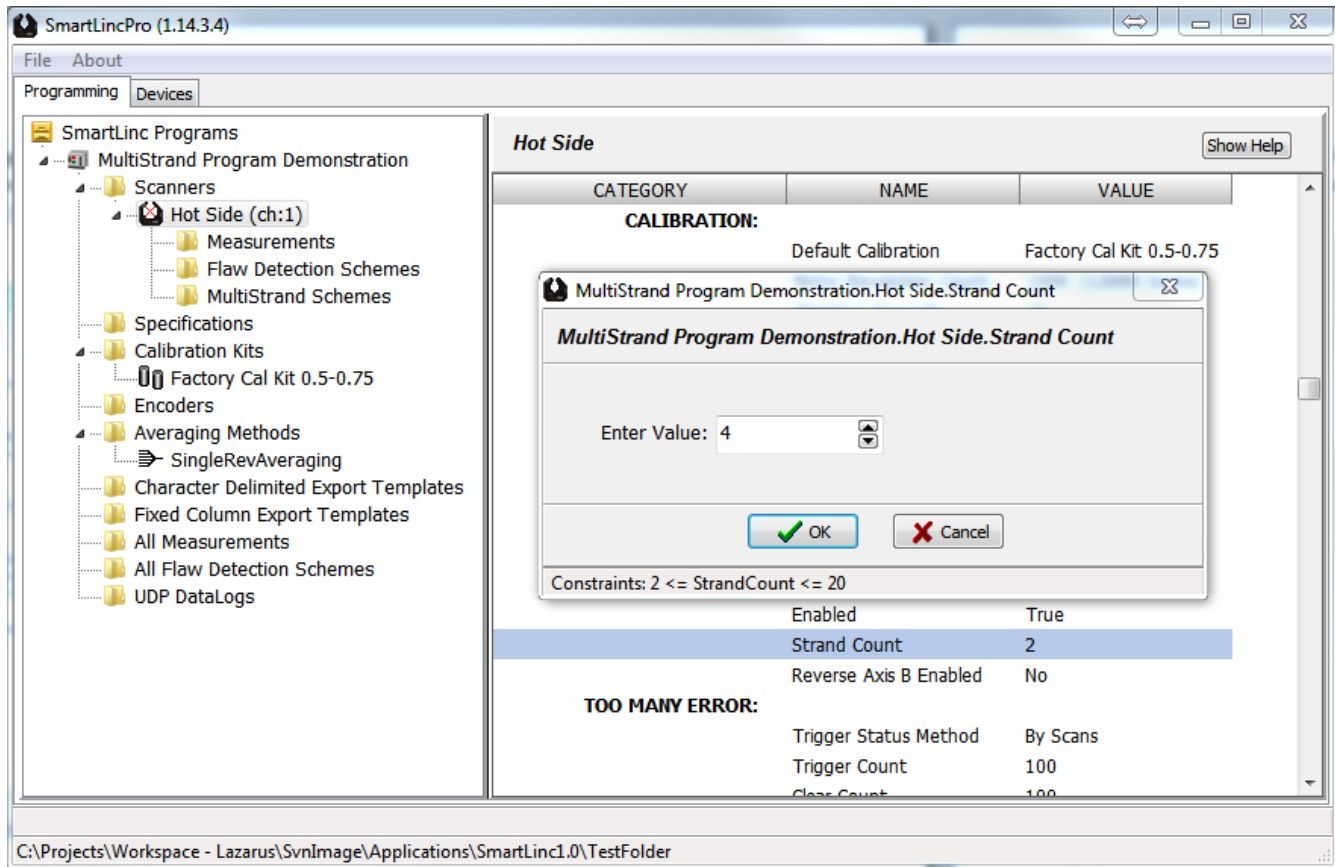 SmartLincPro (1.14.3.4)
File About
Programming Devices
SmartLinc Programs
MultiStrand Program Demonstration
Scanners
Hot Side (ch:1)
Measurements
Flaw Detection Schemes
MultiStrand Schemes
Specifications
Calibration Kits
Factory Cal Kit 0.5-0.75
Encoders
Averaging Methods
SingleRevAveraging
Character Delimited Export Templates
Fixed Column Export Templates
All Measurements
All Flaw Detection Schemes
UDP DataLogs
Hot Side
Show Help
CATEGORY NAME VALUE
CALIBRATION:
Default Calibration Factory Cal Kit 0.5-0.75
MultiStrand Program Demonstration.Hot Side.Strand Count
MultiStrand Program Demonstration.Hot Side.Strand Count
Enter Value: 4
OK Cancel
Constraints: 2 <= StrandCount <= 20
Enabled True
Strand Count 2
Reverse Axis B Enabled No
TOO MANY ERROR:
Trigger Status Method By Scans
Trigger Count 100
Clear Count 100
C:\Projects\Workspace - Lazarus\SvnImage\Applications\SmartLinc1.0\TestFolder